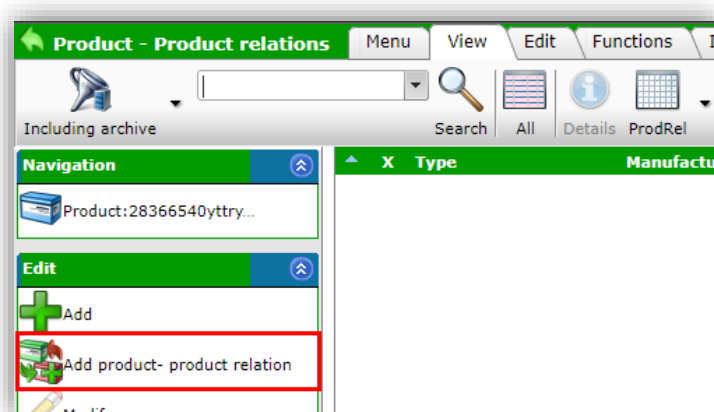 Product - Product relations Menu View Edit Functions
Including archive Search All Details ProdRel
Navigation X Type Manufactu
Product:28366540yttry...
Edit
Add
Add product- product relation